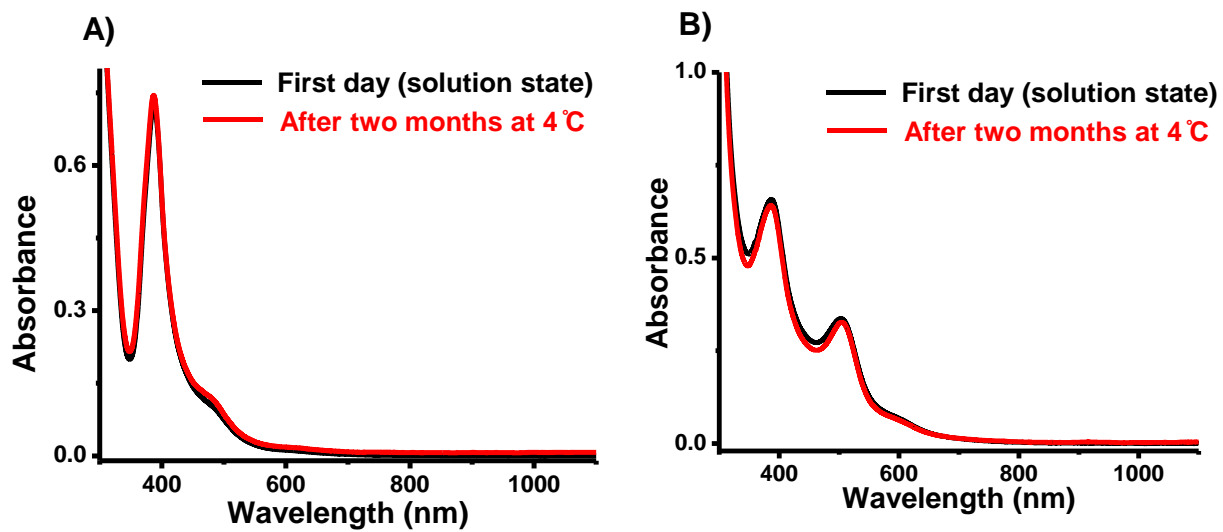 A)
First day (solution state)
After two months at 4℃
Absorbance
0.6
0.3
0.0
400
600
800
1000
Wavelength (nm)
B)
First day (solution state)
After two months at 4℃
Absorbance
1.0
0.5
0.0
400
600
800
1000
Wavelength (nm)